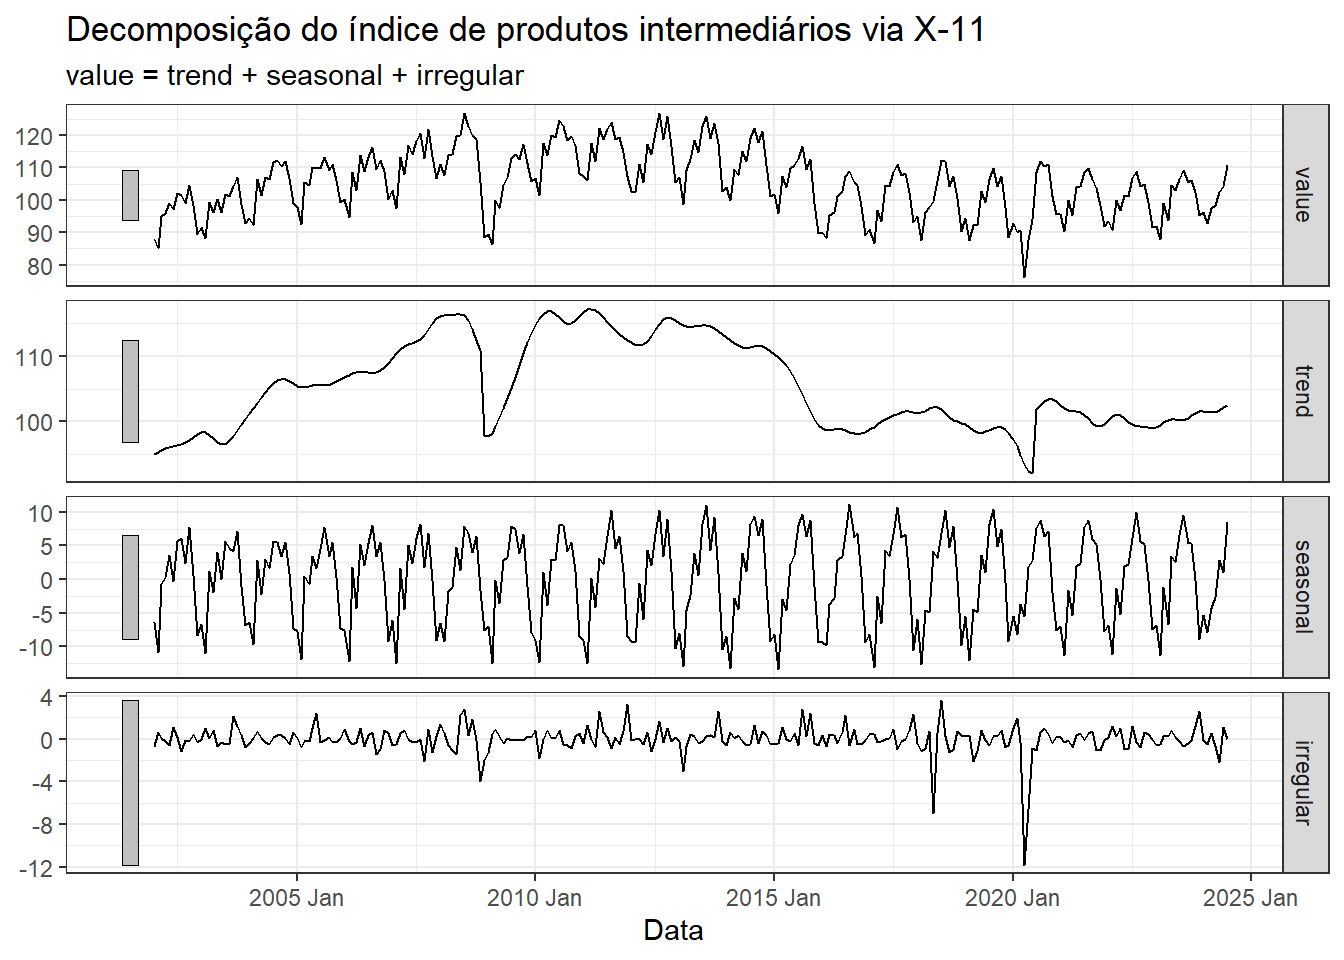 Decomposição do índice de produtos intermediários via X-11
value = trend + seasonal + irregular
120
110
100
90
80
value
110
100
trend
10
5
0
-5
-10
seasonal
4
0
-4
-8
-12
irregular
2005 Jan
2010 Jan
2015 Jan
2020 Jan
2025 Jan
Data